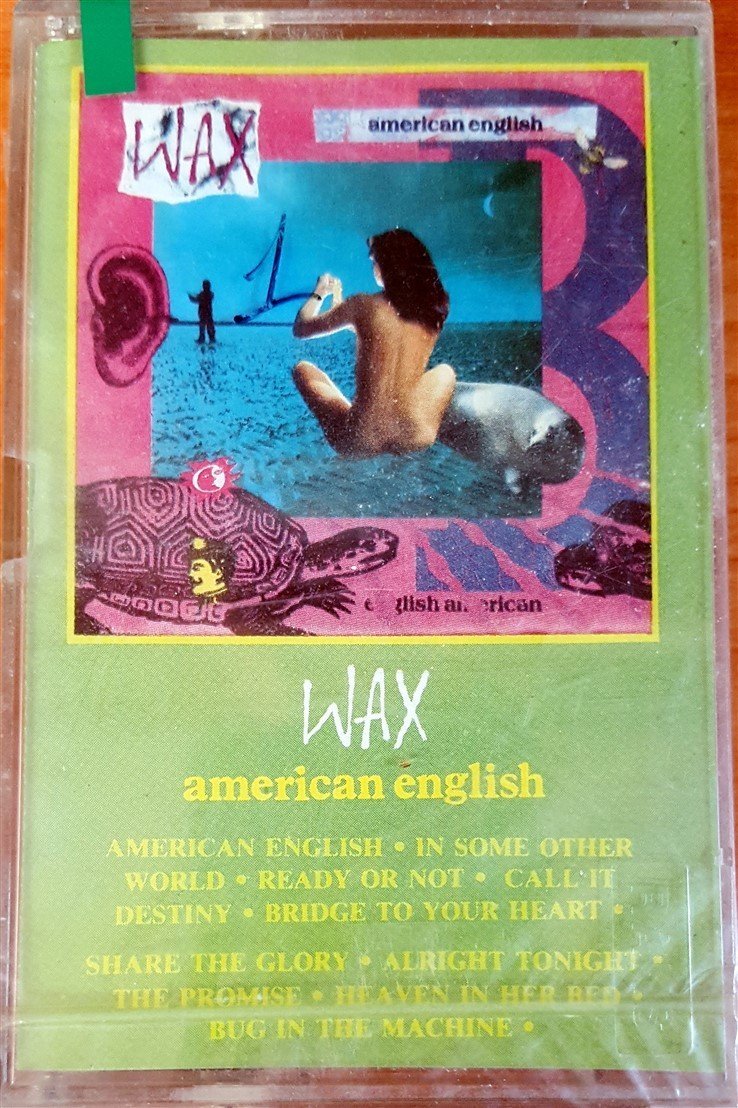 WAX
american english
english american
WAX
american english
AMERICAN ENGLISH • IN SOME OTHER
WORLD • READY OR NOT • CALL IT
DESTINY • BRIDGE TO YOUR HEART •
SHARE THE GLORY • ALRIGHT TONIGHT •
THE PROMISE • HEAVEN IN HER BED •
BUG IN THE MACHINE •